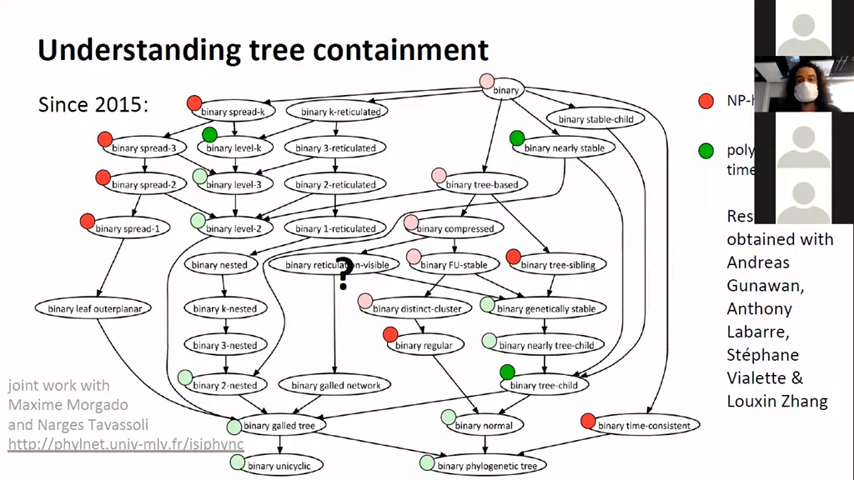 Understanding tree containment
Since 2015:
binary
binary spread-k
binary k-reticulated
binary stable-child
NP-h
binary spread-3
binary level-k
binary 3-reticulated
binary nearly stable
poly
time
binary spread-2
binary level-3
binary 2-reticulated
binary tree-based
binary spread-1
binary level-2
binary 1-reticulated
binary compressed
Res
obtained with
Andreas
Gunawan,
Anthony
Labarre,
Stéphane
Vialette &
Louxin Zhang
binary nested
binary reticulation-visible
?
binary FU-stable
binary tree-sibling
binary leaf outerplanar
binary k-nested
binary distinct-cluster
binary genetically stable
binary 3-nested
binary regular
binary nearly tree-child
binary 2-nested
binary galled network
binary tree-child
joint work with
Maxime Morgado
and Narges Tavassoli
http://phylnet.univ-mlv.fr/isiphync
binary galled tree
binary normal
binary time-consistent
binary unicyclic
binary phylogenetic tree